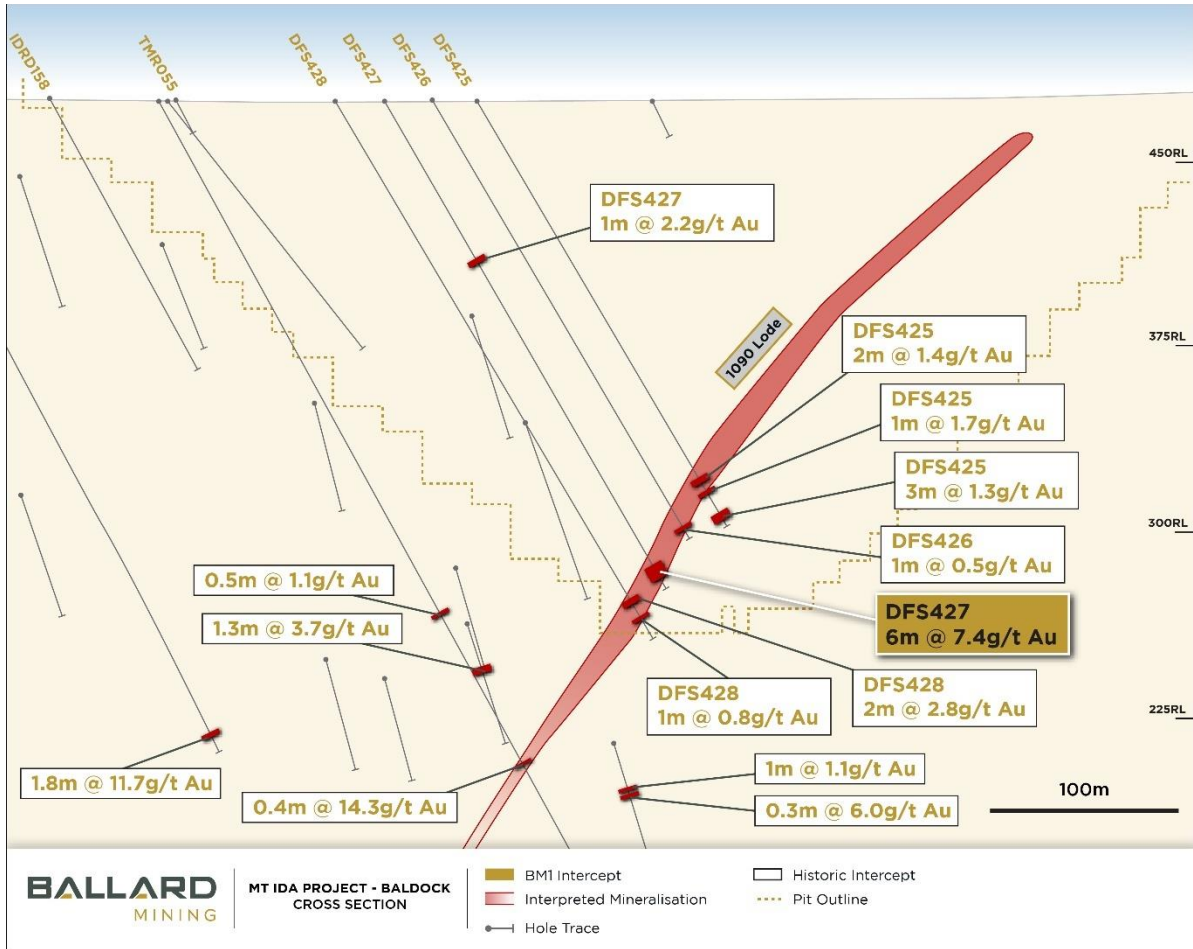 IDRD158
TMR055
DFS428
DFS427
DFS426
DFS425
450RL
375RL
300RL
225RL
DFS427
1m @ 2.2g/t Au
1090 Lode
DFS425
2m @ 1.4g/t Au
DFS425
1m @ 1.7g/t Au
DFS425
3m @ 1.3g/t Au
DFS426
1m @ 0.5g/t Au
DFS427
6m @ 7.4g/t Au
DFS428
2m @ 2.8g/t Au
DFS428
1m @ 0.8g/t Au
0.5m @ 1.1g/t Au
1.3m @ 3.7g/t Au
1.8m @ 11.7g/t Au
0.4m @ 14.3g/t Au
1m @ 1.1g/t Au
0.3m @ 6.0g/t Au
100m
BALLARD
MINING
MT IDA PROJECT - BALDOCK
CROSS SECTION
BM1 Intercept
Interpreted Mineralisation
Hole Trace
Historic Intercept
Pit Outline